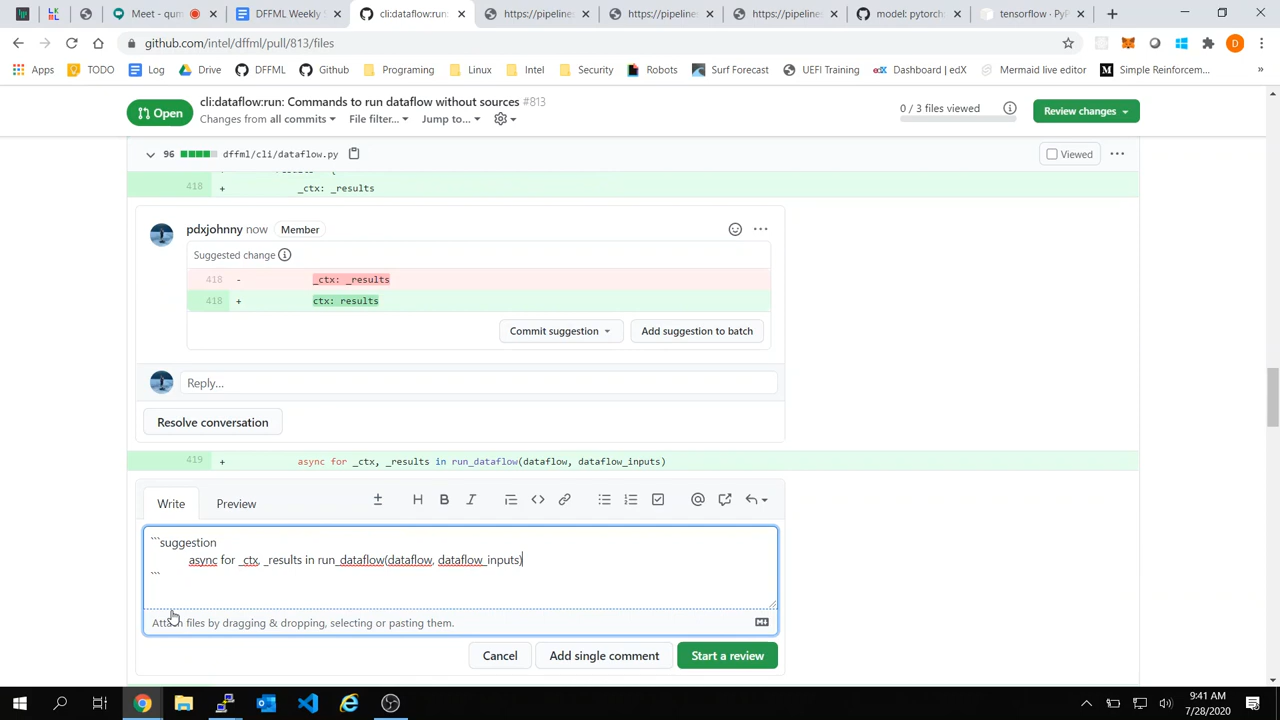 Meet - qum
DFFML Weekly S
cli:dataflow:run:
https://pipelines
https://pipelines
https://pipelines
model: pytorch
tensorflow · PyP
github.com/intel/dffml/pull/813/files
D
Apps
TODO
Log
Drive
DFFML
Github
Programing
Linux
Intel
Security
Robots
Surf Forecast
UEFI Training
Dashboard | edX
Mermaid live editor
Simple Reinforcem...
»
Open
cli:dataflow:run: Commands to run dataflow without sources #813
Changes from all commits
File filter...
Jump to...
0 / 3 files viewed
Review changes
96
dffml/cli/dataflow.py
Viewed
418 + _ctx: _results
pdxjohnny now Member
Suggested change
418 - _ctx: _results
418 + ctx: results
Commit suggestion
Add suggestion to batch
Reply...
Resolve conversation
419 + async for _ctx, _results in run_dataflow(dataflow, dataflow_inputs)
Write
Preview
```suggestion
async for _ctx, _results in run_dataflow(dataflow, dataflow_inputs)
```
Attach files by dragging & dropping, selecting or pasting them.
Cancel
Add single comment
Start a review
9:41 AM
7/28/2020